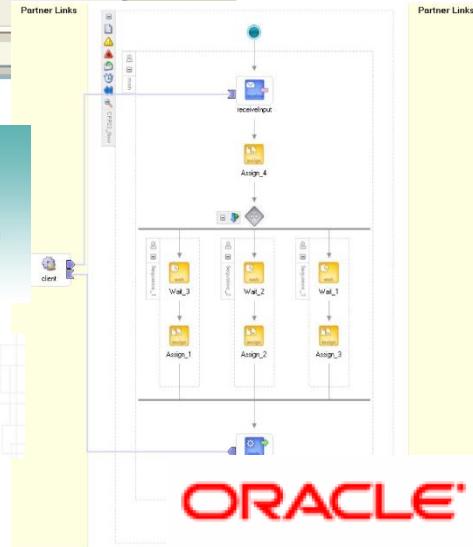 Partner Links
Partner Links
main
receiveInput
Assign_4
client
Wait_3
Wait_2
Wait_1
Assign_1
Assign_2
Assign_3
ORACLE